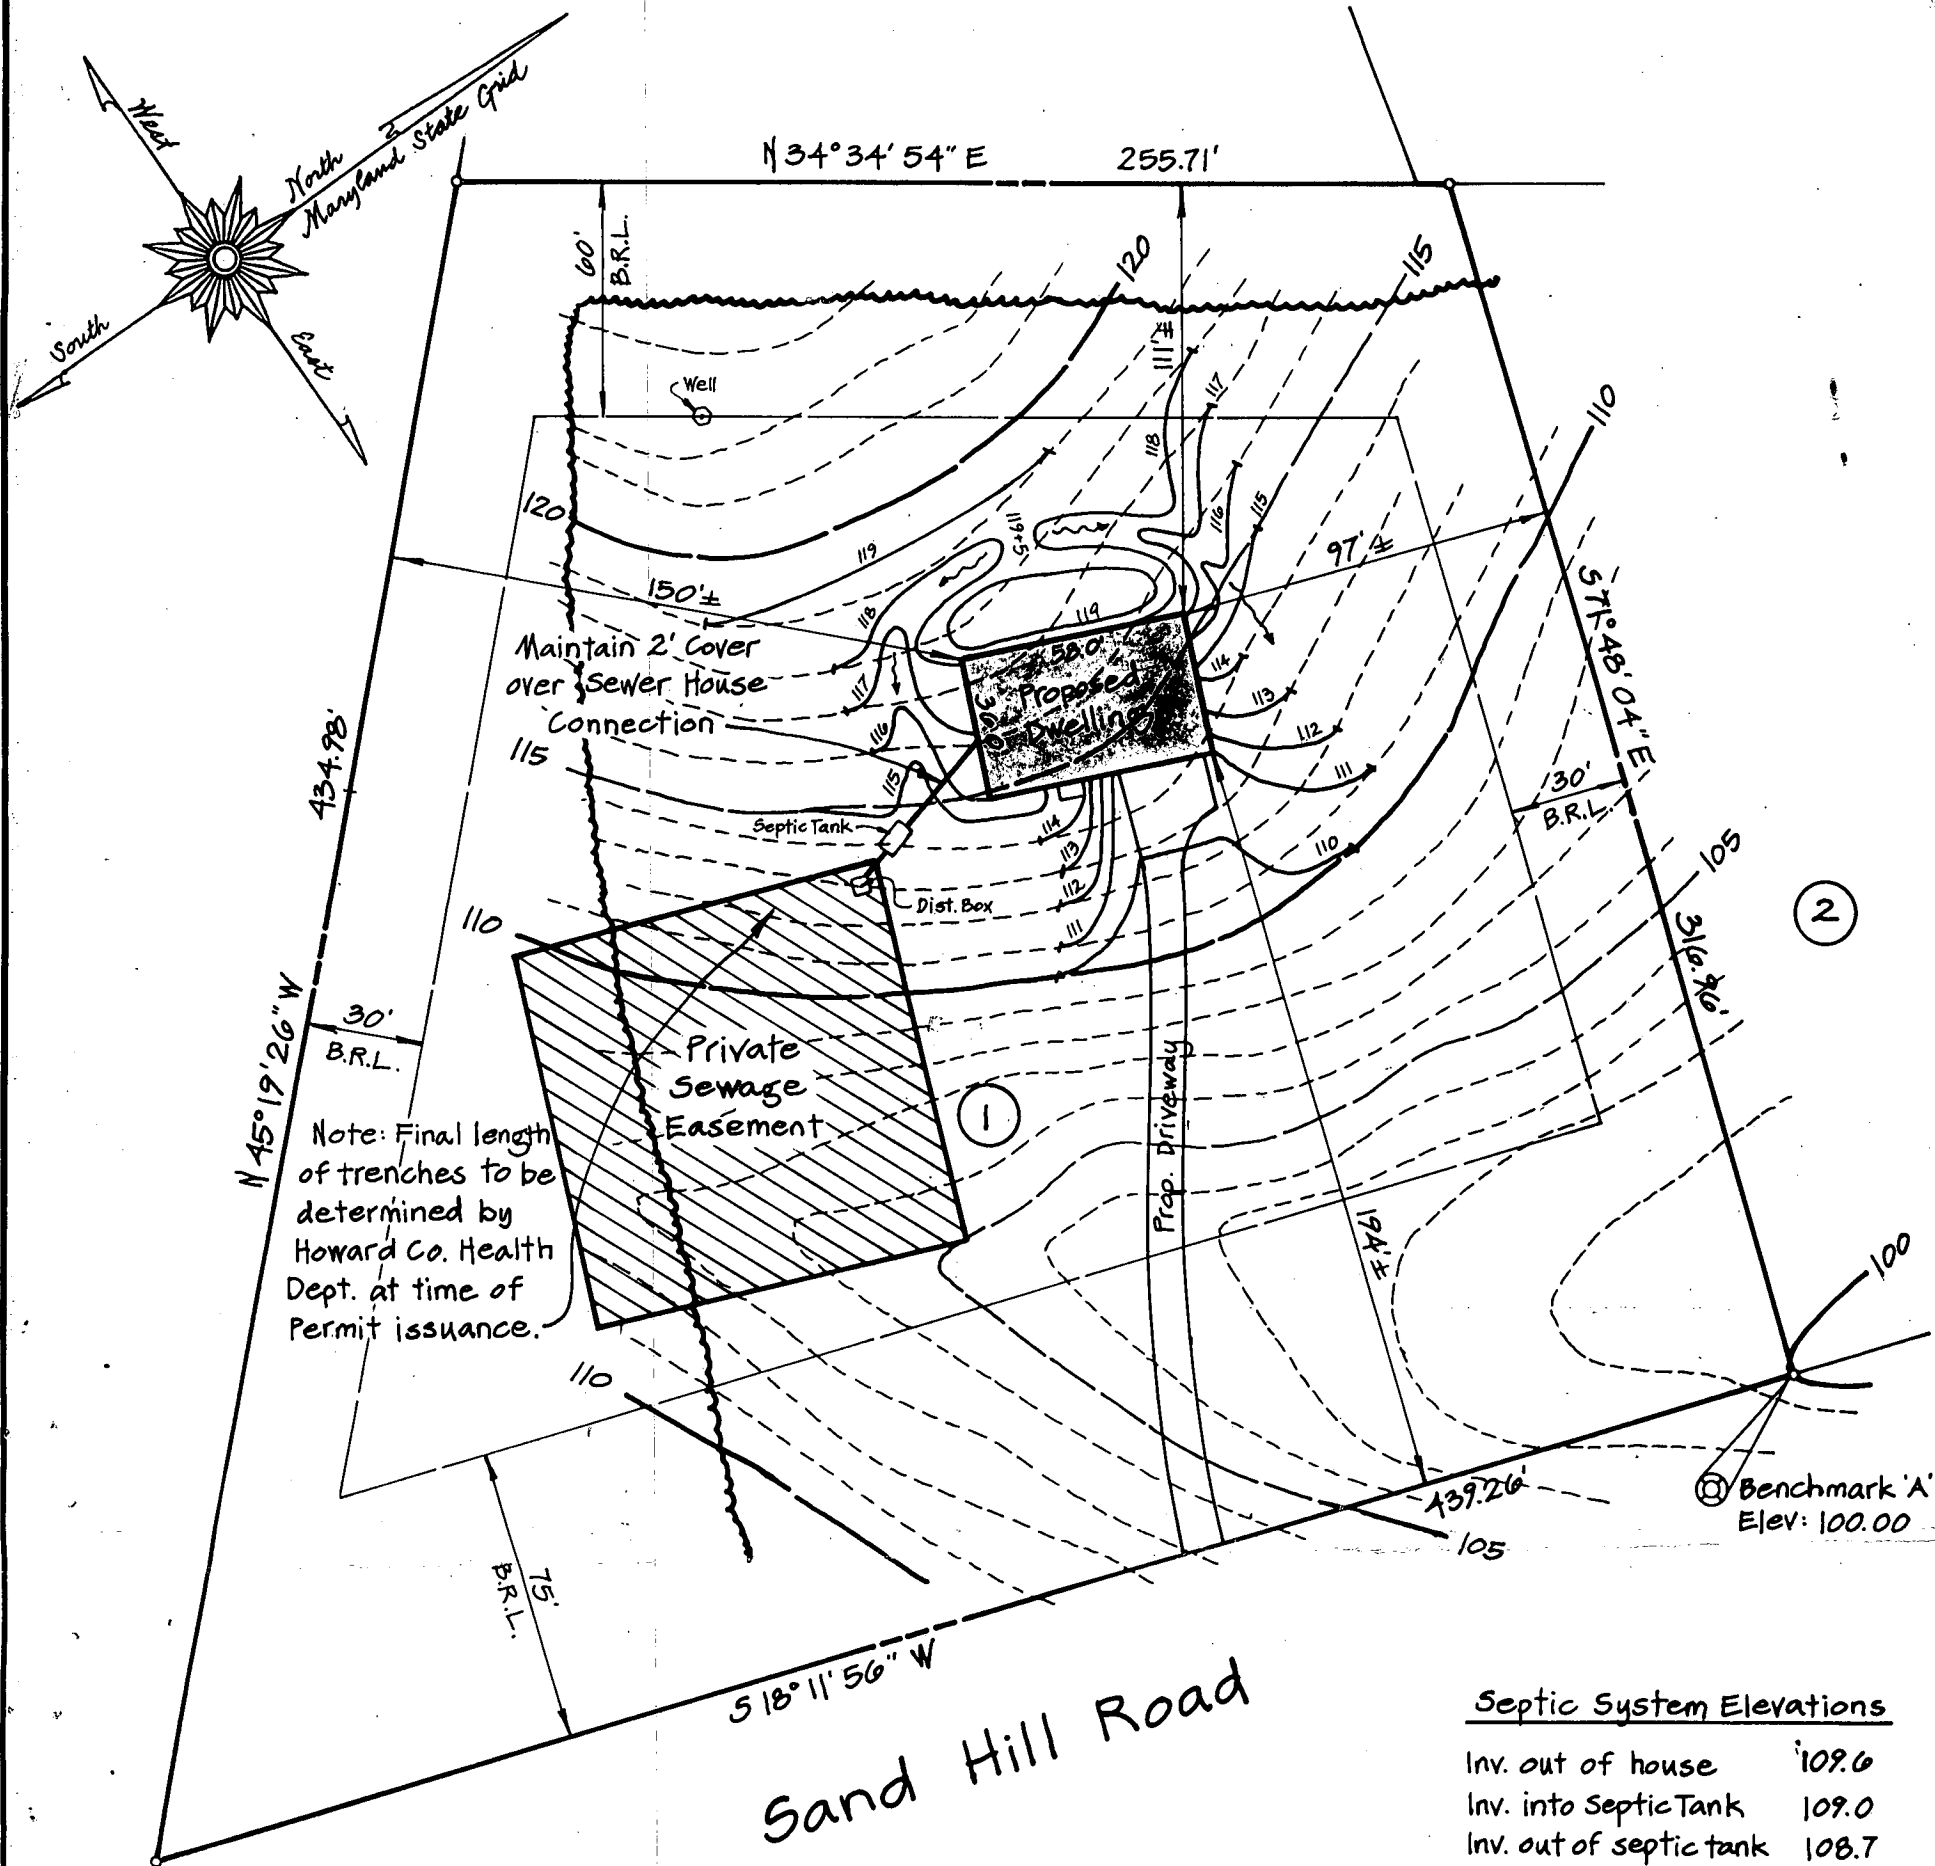 West
North
Maryland State Grid
South
East
N 34° 34' 54" E 255.71'
60'
B.R.L.
120
115
111'±
Well
117
118
110
120
119
119+5
116
115
97'±
150'±
118
119
S 71° 48' 04" E
Maintain 2' Cover
over Sewer House
Connection
58.0'
36.0'
Proposed
Dwelling
117
116
115
114
113
112
111
110
434.98'
115
30'
B.R.L.
Septic Tank
114
113
112
111
Dist. Box
105
110
2
316.96'
N 45° 19' 26" W
30'
B.R.L.
Private
Sewage
Easement
1
Prop. Driveway
Note: Final length
of trenches to be
determined by
Howard Co. Health
Dept. at time of
Permit issuance.
194'±
100
110
439.26'
Benchmark 'A'
Elev: 100.00
105
75'
B.R.L.
S 18° 11' 56" W
Sand Hill Road
Septic System Elevations
Inv. out of house 109.6
Inv. into Septic Tank 109.0
Inv. out of septic tank 108.7